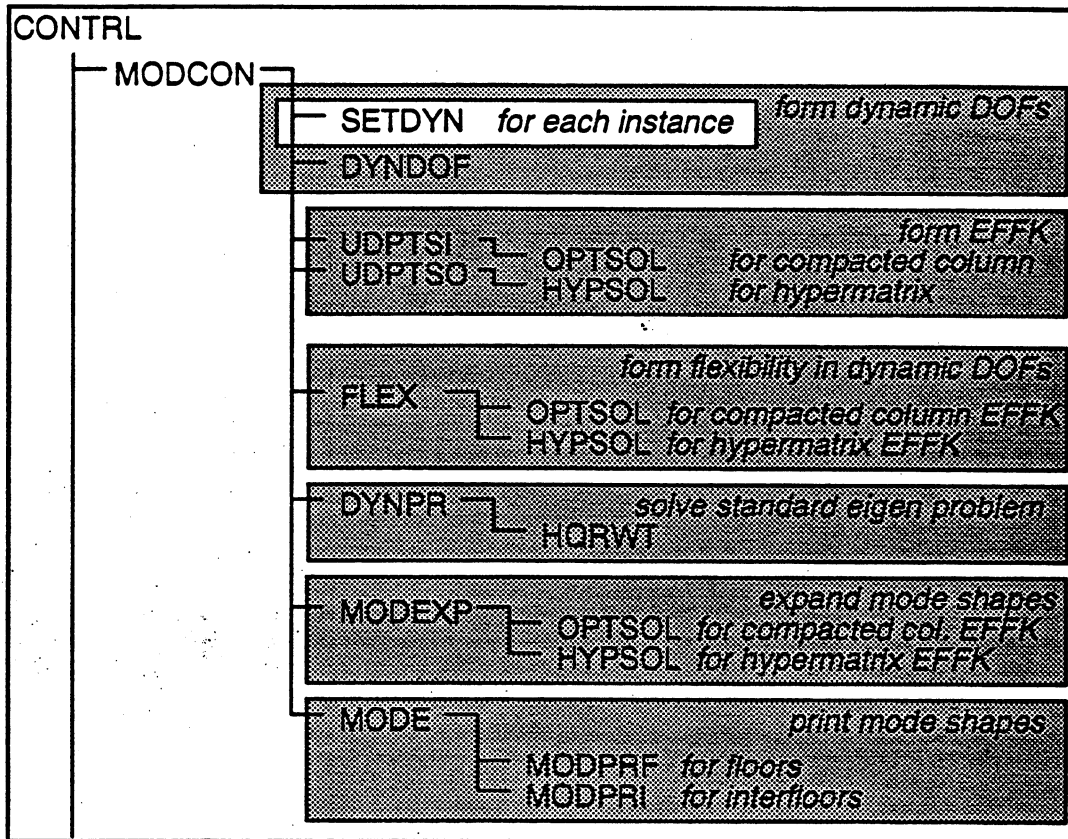 CONTRL
MODCON
form dynamic DOFs
SETDYN for each instance
DYNDOF
form EFFK
UDPTSI OPTSOL for compacted column
UDPTSO HYPSOL for hypermatrix
form flexibility in dynamic DOFs
FLEX
OPTSOL for compacted column EFFK
HYPSOL for hypermatrix EFFK
DYNPR solve standard eigen problem
HQRWT
expand mode shapes
MODEXP OPTSOL for compacted col. EFFK
HYPSOL for hypermatrix EFFK
MODE print mode shapes
MODPRF for floors
MODPRI for interfloors